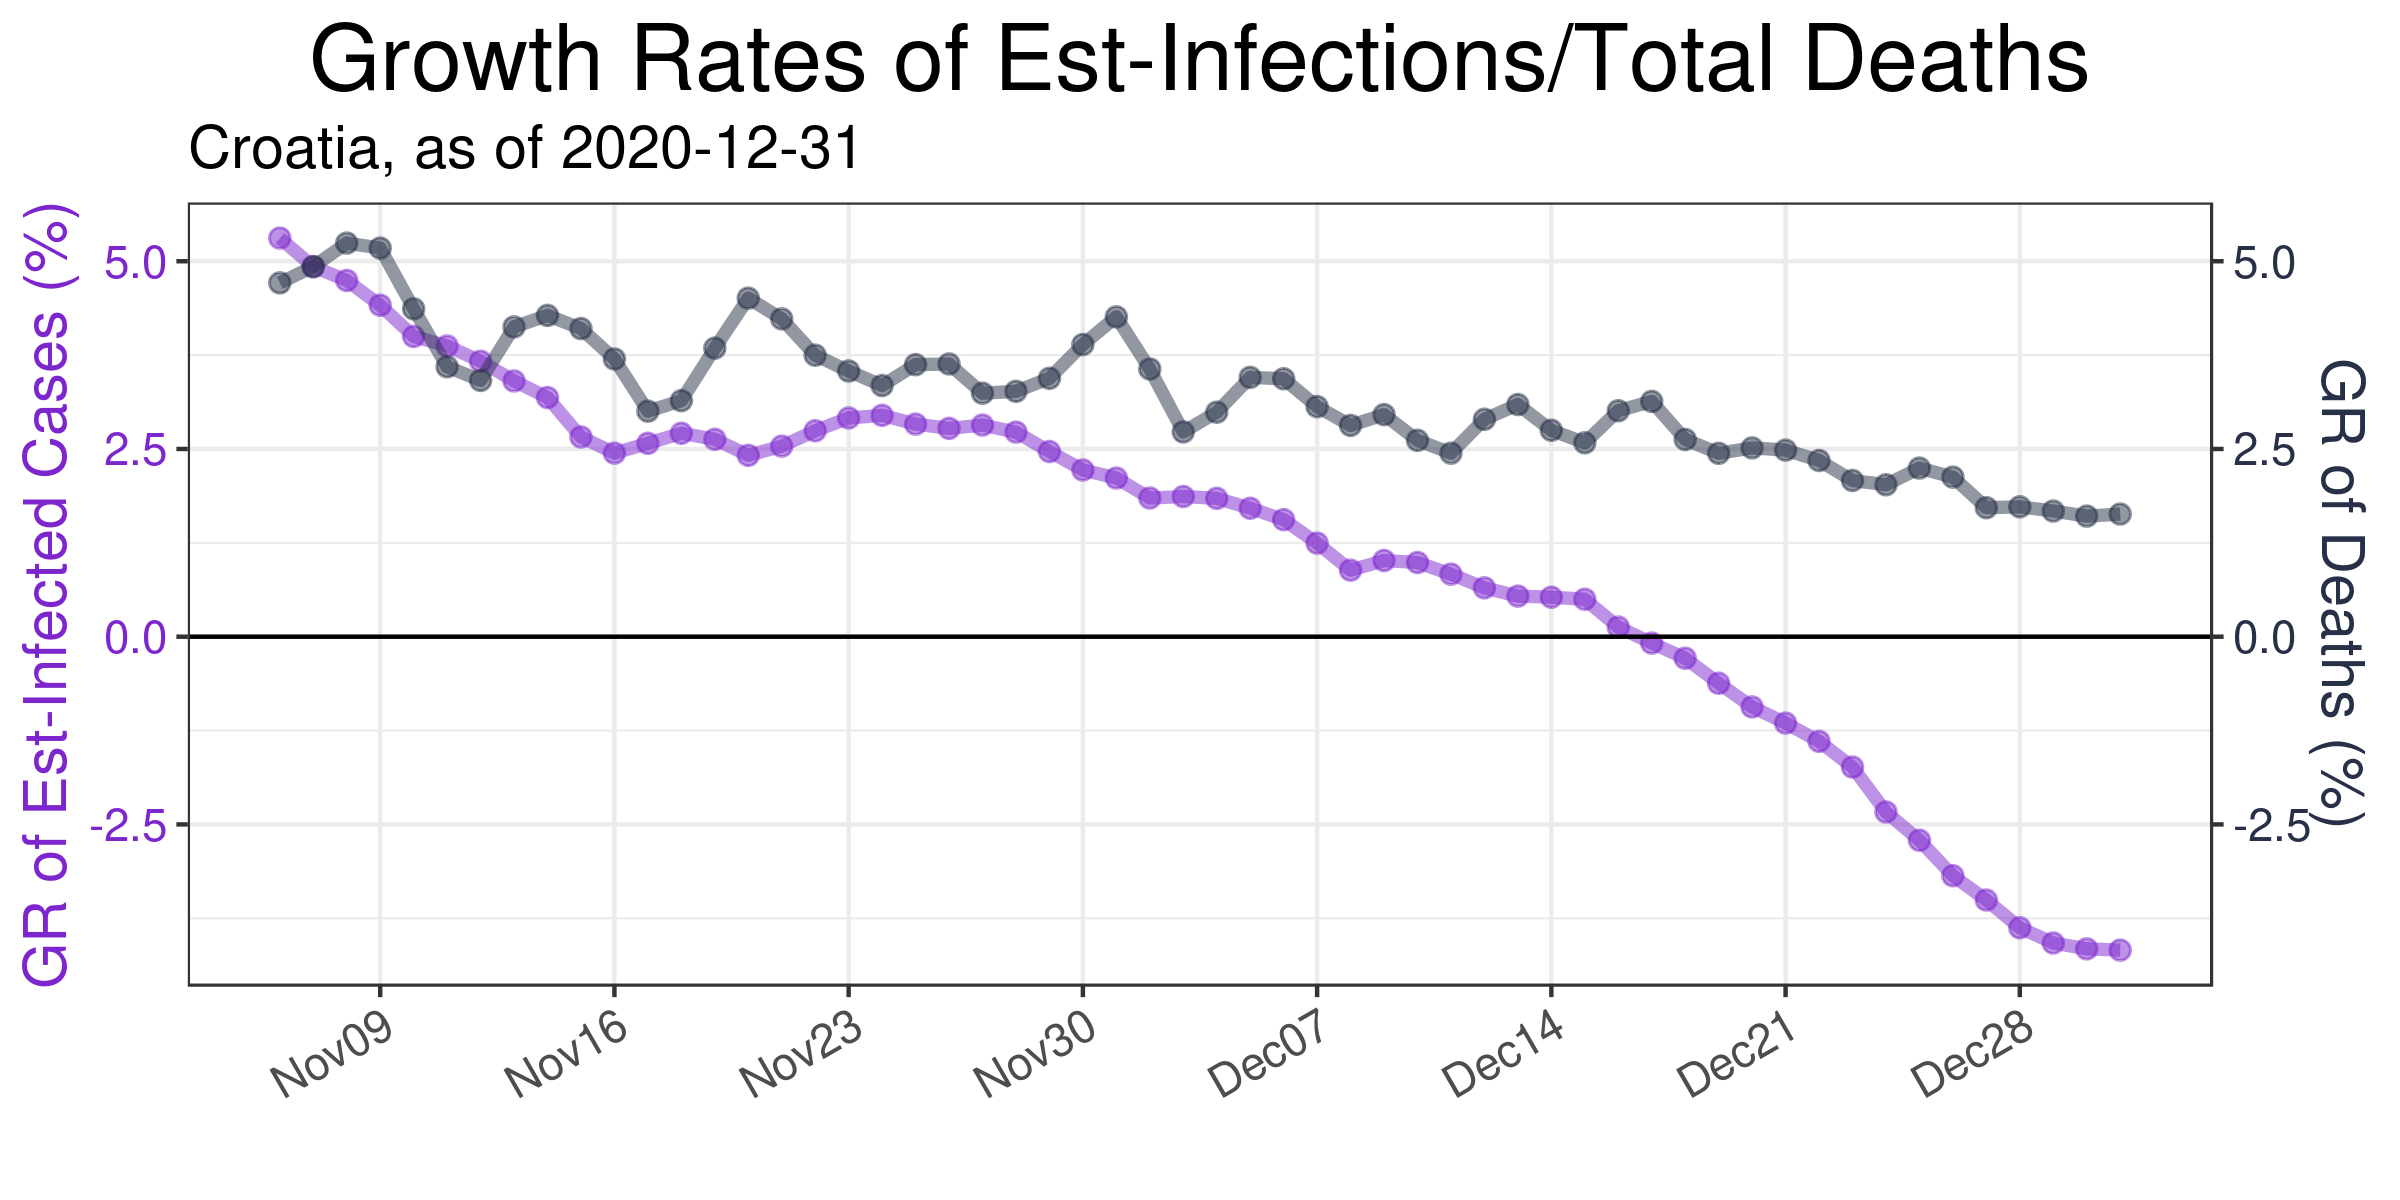 Growth Rates of Est-Infections/Total Deaths
Croatia, as of 2020-12-31
GR of Est-Infected Cases (%)
5.0
2.5
0.0
-2.5
5.0
2.5
0.0
-2.5
GR of Deaths (%)
Nov09
Nov16
Nov23
Nov30
Dec07
Dec14
Dec21
Dec28